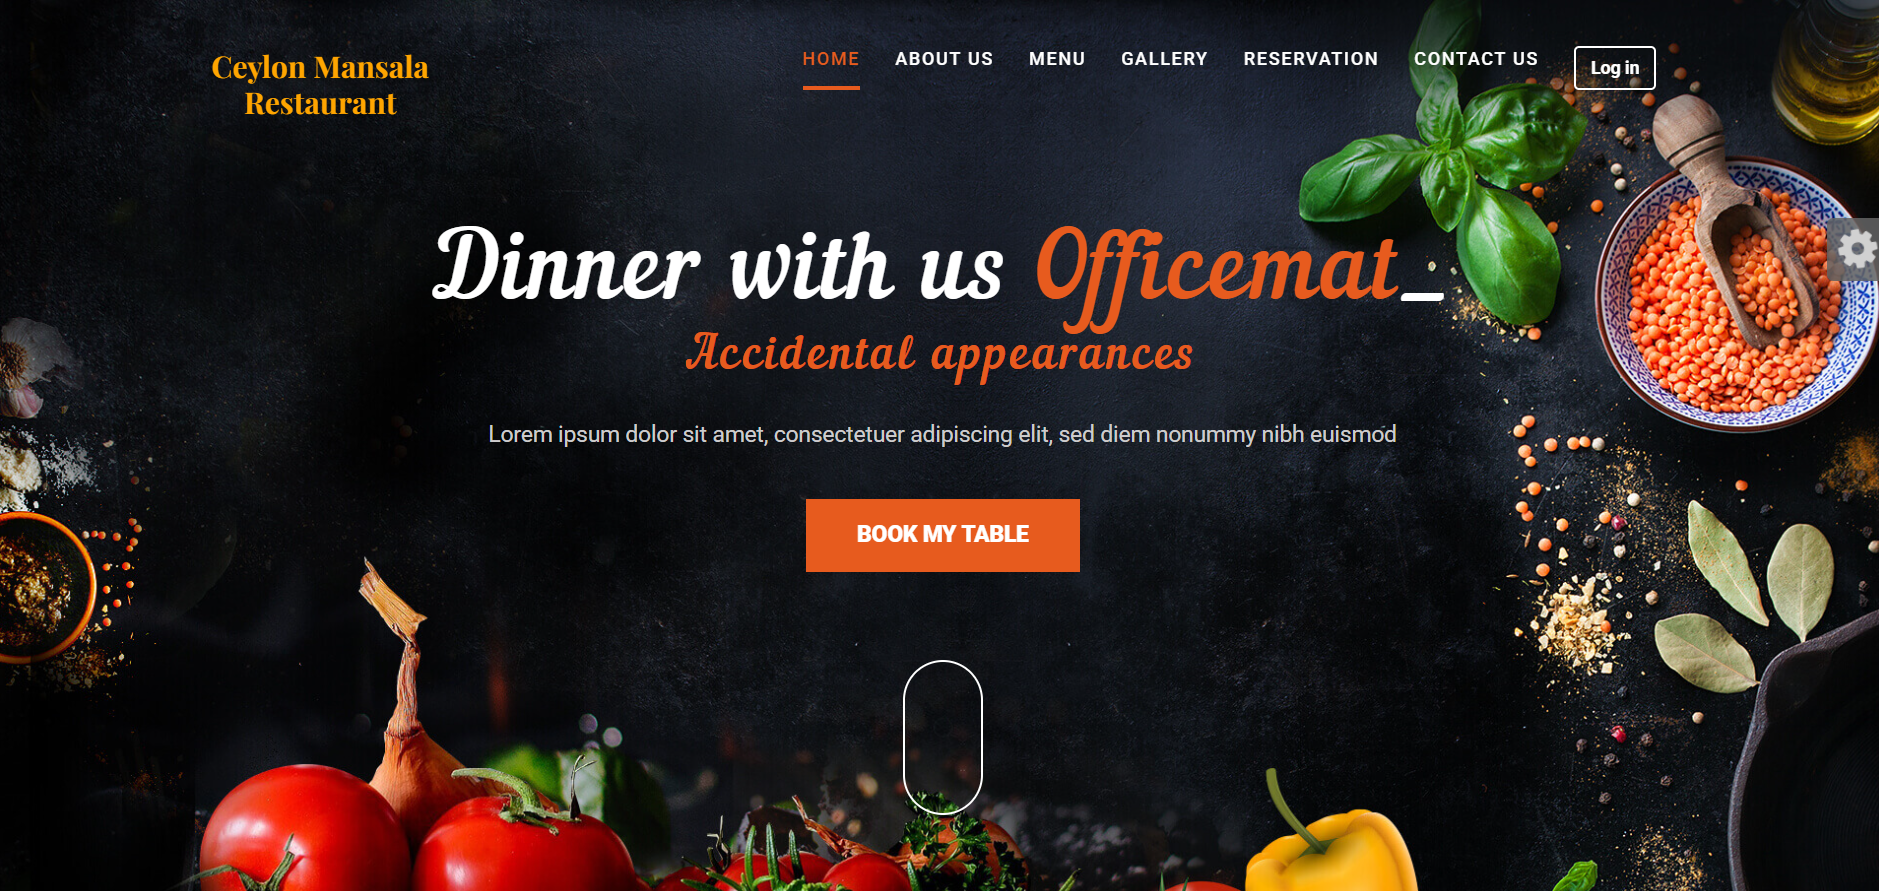 Ceylon Mansala
Restaurant
HOME
ABOUT US
MENU
GALLERY
RESERVATION
CONTACT US
Log in
Dinner with us Officemat_
Accidental appearances
Lorem ipsum dolor sit amet, consectetuer adipiscing elit, sed diem nonummy nibh euismod
BOOK MY TABLE